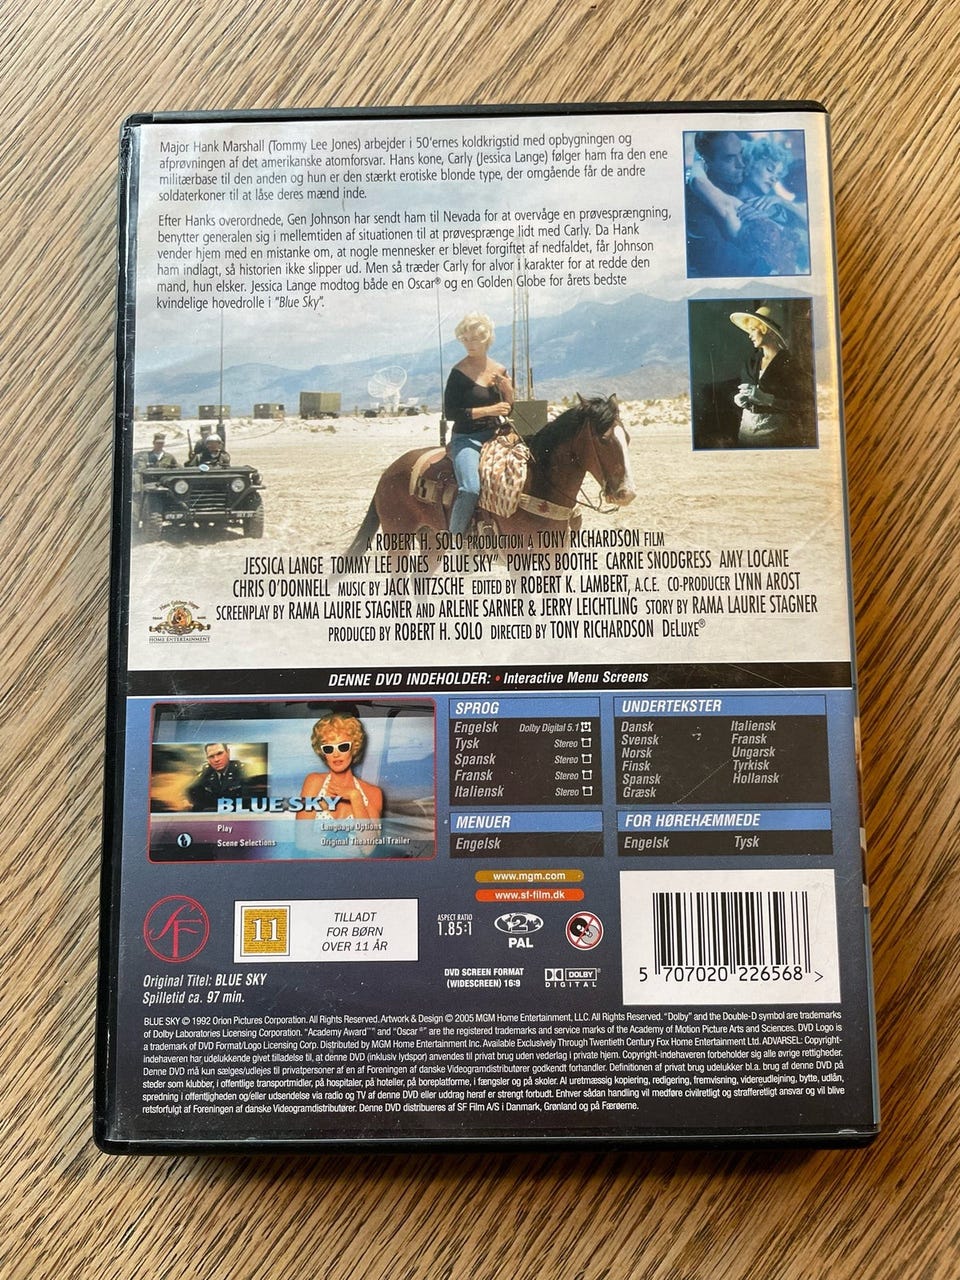 Major Hank Marshall (Tommy Lee Jones) arbejder i 50'ernes koldkrigstid med opbygningen og
afprøvningen af det amerikanske atomforsvar. Hans kone, Carly (Jessica Lange) følger ham fra den ene
militærbase til den anden og hun er den stærkt erotiske blonde type, der omgående får de andre
soldaterkoner til at låse deres mænd inde.
Efter Hanks overordnede, Gen Johnson har sendt ham til Nevada for at overvåge en prøvesprængning,
benytter generalen sig i mellemtiden af situationen til at prøvesprænge lidt med Carly. Da Hank
vender hjem med en mistanke om, at nogle mennesker er blevet forgiftet af nedfaldet, får Johnson
ham indlagt, så historien ikke slipper ud. Men så træder Carly for alvor i karakter for at redde den
mand, hun elsker. Jessica Lange modtog både en Oscar® og en Golden Globe for årets bedste
kvindelige hovedrolle i "Blue Sky".
A ROBERT H. SOLO PRODUCTION A TONY RICHARDSON FILM
JESSICA LANGE TOMMY LEE JONES "BLUE SKY" POWERS BOOTHE CARRIE SNODGRESS AMY LOCANE
CHRIS O'DONNELL MUSIC BY JACK NITZSCHE EDITED BY ROBERT K. LAMBERT, A.C.E. CO-PRODUCER LYNN AROST
SCREENPLAY BY RAMA LAURIE STAGNER AND ARLENE SARNER & JERRY LEICHTLING STORY BY RAMA LAURIE STAGNER
PRODUCED BY ROBERT H. SOLO DIRECTED BY TONY RICHARDSON DELUXE®
HOME ENTERTAINMENT
DENNE DVD INDEHOLDER: • Interactive Menu Screens
BLUE SKY
Play
Scene Selections
Language Options
Original Theatrical Trailer
SPROG
Engelsk Dolby Digital 5.1
Tysk Stereo
Spansk Stereo
Fransk Stereo
Italiensk Stereo
MENUER
Engelsk
UNDERTEKSTER
Dansk Italiensk
Svensk Fransk
Norsk Ungarsk
Finsk Tyrkisk
Spansk Hollansk
Græsk
FOR HØREHÆMMEDE
Engelsk Tysk
www.mgm.com
www.sf-film.dk
SF
11
TILLADT
FOR BØRN
OVER 11 ÅR
ASPECT RATIO
1.85:1
2
PAL
DVD SCREEN FORMAT
(WIDESCREEN) 16:9
DOLBY
DIGITAL
5 707020 226568 >
Original Titel: BLUE SKY
Spilletid ca. 97 min.
BLUE SKY © 1992 Orion Pictures Corporation. All Rights Reserved. Artwork & Design © 2005 MGM Home Entertainment, LLC. All Rights Reserved. "Dolby" and the Double-D symbol are trademarks
of Dolby Laboratories Licensing Corporation. "Academy Award™" and "Oscar®" are the registered trademarks and service marks of the Academy of Motion Picture Arts and Sciences. DVD Logo is
a trademark of DVD Format/Logo Licensing Corp. Distributed by MGM Home Entertainment Inc. Available Exclusively Through Twentieth Century Fox Home Entertainment Ltd. ADVARSEL: Copyright-
indehaveren har udelukkende givet tilladelse til, at denne DVD (inklusiv lydspor) anvendes til privat brug uden vederlag i private hjem. Copyright-indehaveren forbeholder sig alle øvrige rettigheder.
Denne DVD må kun sælges/udlejes til privatpersoner af en af Foreningen af danske Videogramdistributører godkendt forhandler. Definitionen af privat brug udelukker bl.a. brug af denne DVD på
steder som klubber, i offentlige transportmidler, på hospitaler, på hoteller, på boreplatforme, i fængsler og på skoler. Al uretmæssig kopiering, redigering, fremvisning, videreudlejning, bytte, udlån,
spredning i offentligheden og/eller udsendelse via radio og TV af denne DVD eller uddrag heraf er strengt forbudt. Enhver sådan handling vil medføre civilretligt og strafferetligt ansvar og vil blive
retsforfulgt af Foreningen af danske Videogramdistributører. Denne DVD distribueres af SF Film A/S i Danmark, Grønland og på Færøerne.